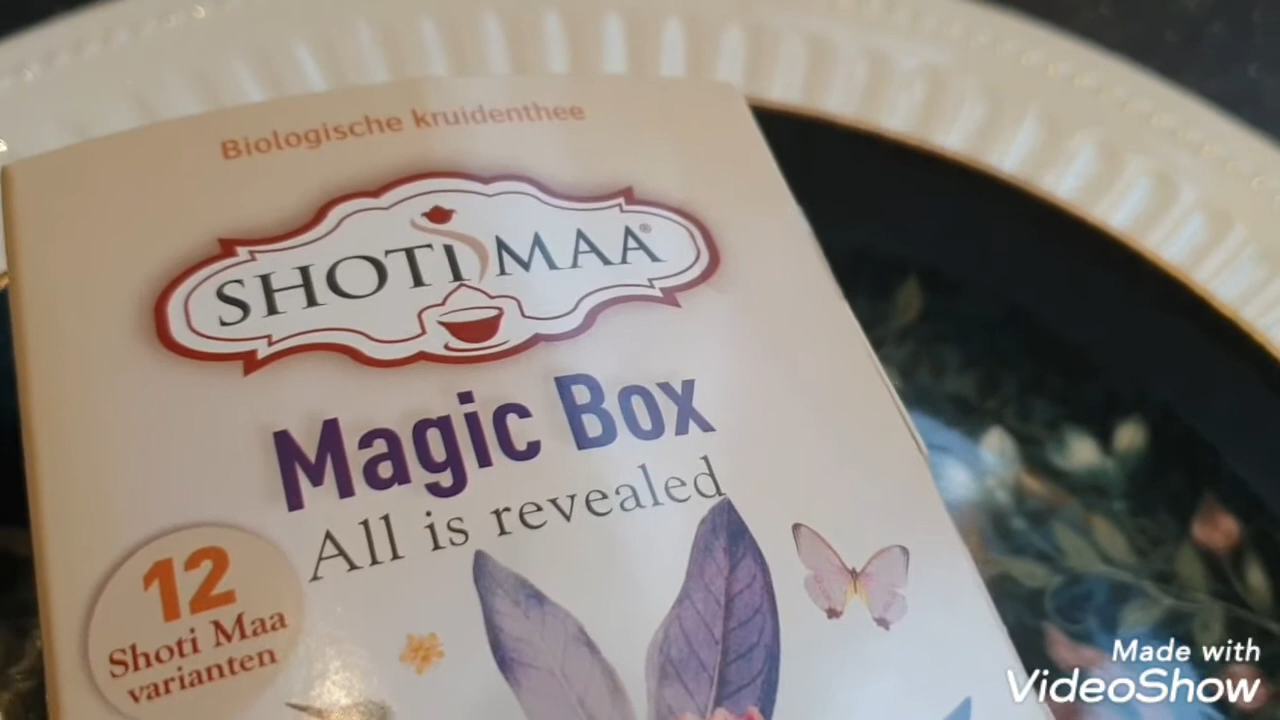 Biologische kruidenthee
SHOTI MAA®
Magic Box
All is revealed
12
Shoti Maa
varianten
Made with
VideoShow